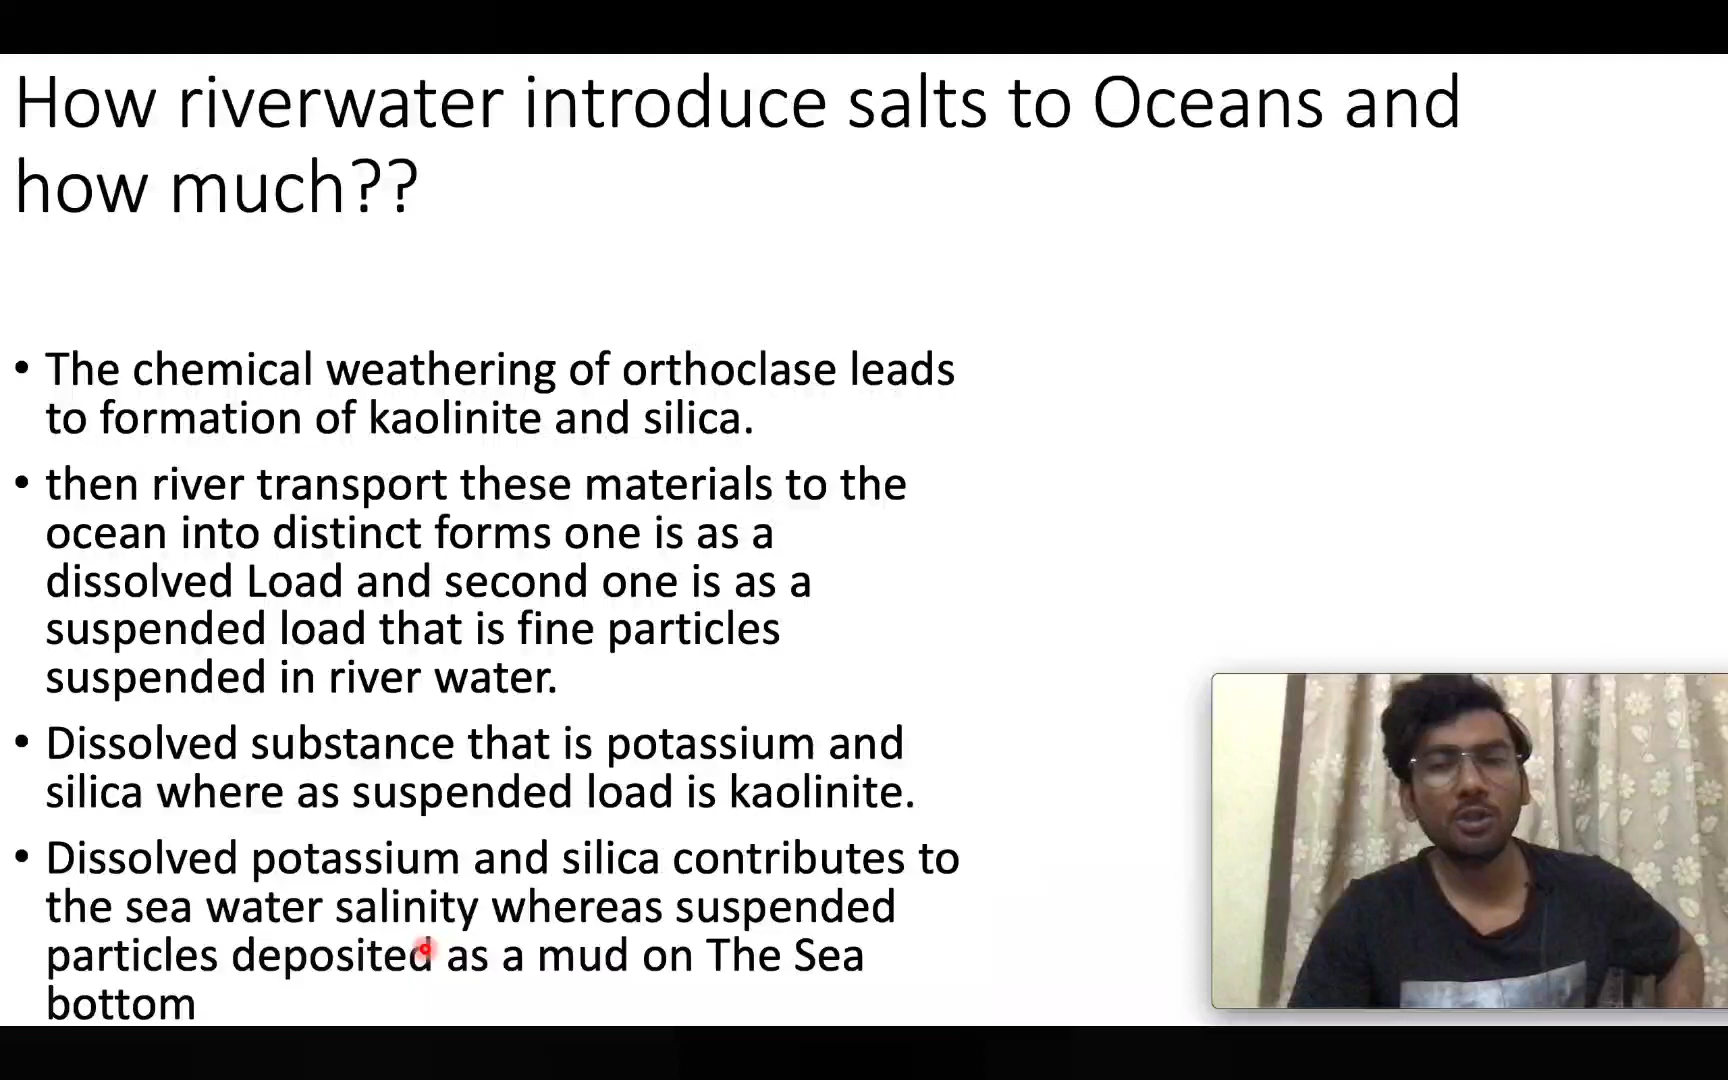 How riverwater introduce salts to Oceans and
how much??
• The chemical weathering of orthoclase leads
to formation of kaolinite and silica.
• then river transport these materials to the
ocean into distinct forms one is as a
dissolved Load and second one is as a
suspended load that is fine particles
suspended in river water.
• Dissolved substance that is potassium and
silica where as suspended load is kaolinite.
• Dissolved potassium and silica contributes to
the sea water salinity whereas suspended
particles deposited as a mud on The Sea
bottom